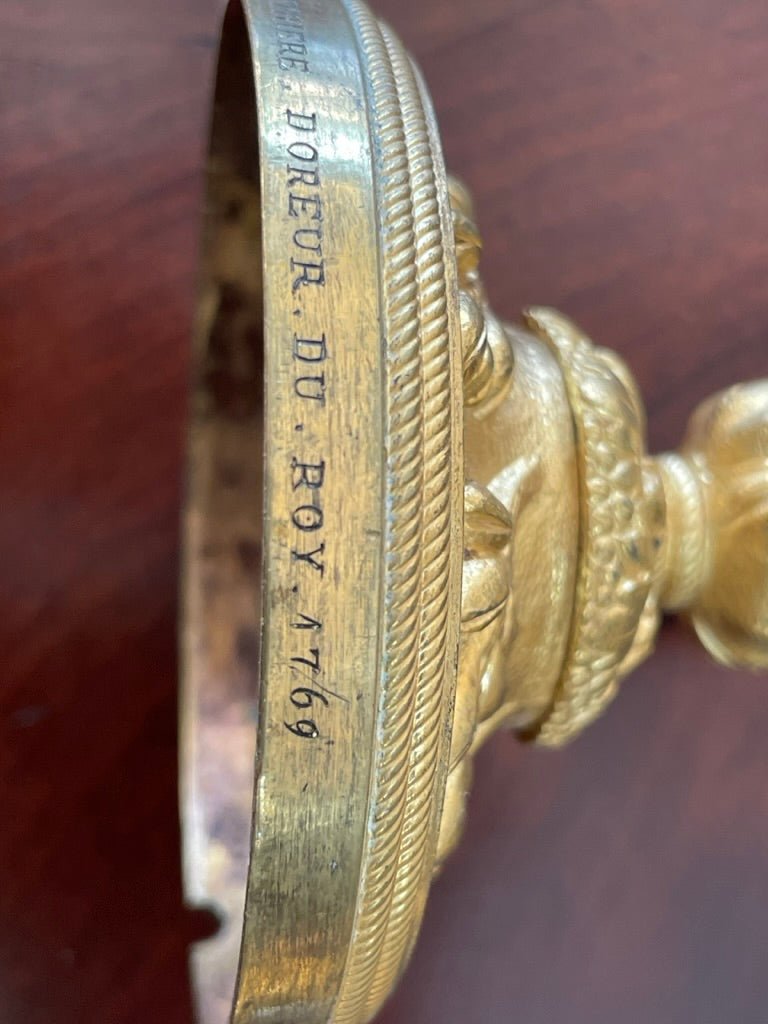 DOREUR . DU . ROY . 1769